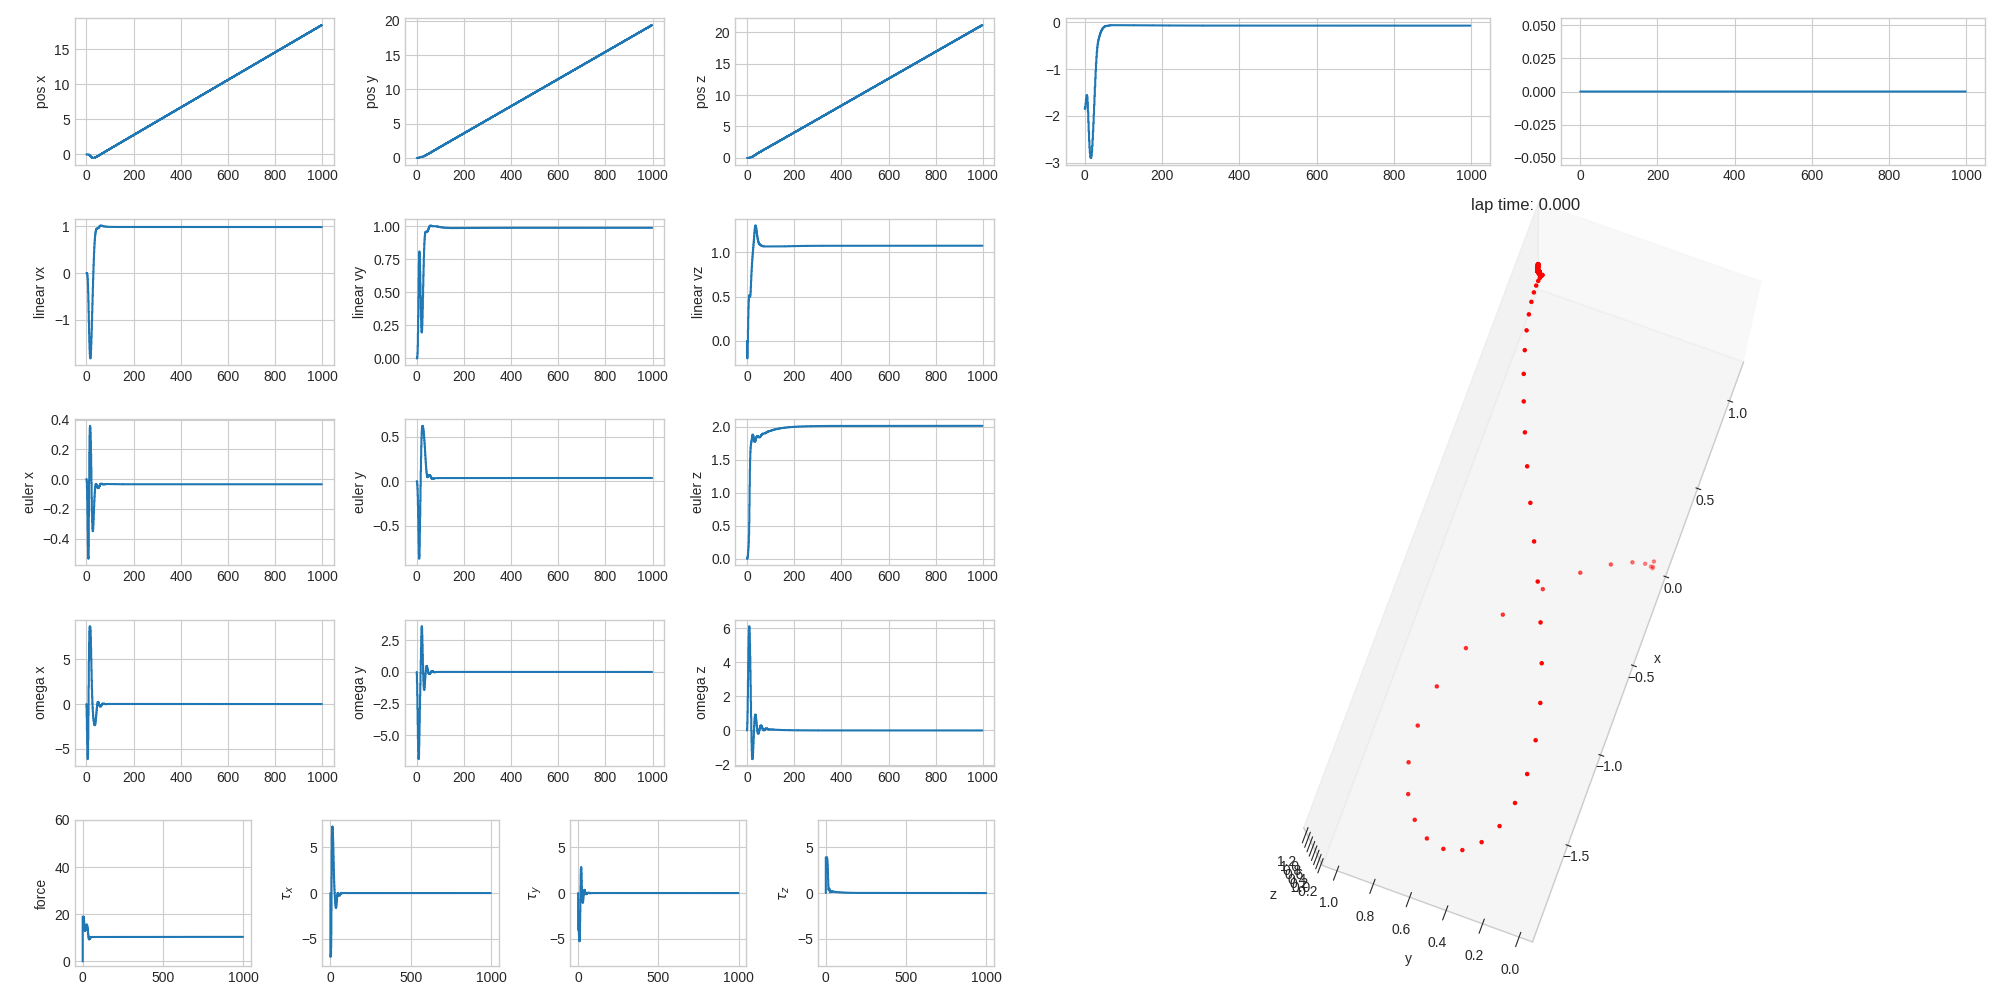 pos x
15
10
5
0
0 200 400 600 800 1000
pos y
20
15
10
5
0
0 200 400 600 800 1000
pos z
20
15
10
5
0
0 200 400 600 800 1000
0
−1
−2
−3
0 200 400 600 800 1000
0.050
0.025
0.000
−0.025
−0.050
0 200 400 600 800 1000
linear vx
1
0
−1
0 200 400 600 800 1000
linear vy
1.00
0.75
0.50
0.25
0.00
0 200 400 600 800 1000
linear vz
1.0
0.5
0.0
0 200 400 600 800 1000
euler x
0.4
0.2
0.0
−0.2
−0.4
0 200 400 600 800 1000
euler y
0.5
0.0
−0.5
0 200 400 600 800 1000
euler z
2.0
1.5
1.0
0.5
0.0
0 200 400 600 800 1000
omega x
5
0
−5
0 200 400 600 800 1000
omega y
2.5
0.0
−2.5
−5.0
0 200 400 600 800 1000
omega z
6
4
2
0
−2
0 200 400 600 800 1000
force
60
40
20
0
0 500 1000
τx
5
0
−5
0 500 1000
τy
5
0
−5
0 500 1000
τz
5
0
−5
0 500 1000
lap time: 0.000
1.0
0.5
0.0
x
−0.5
−1.0
−1.5
1.2
z
1.0
0.8
0.6
0.4
0.2
0.0
y